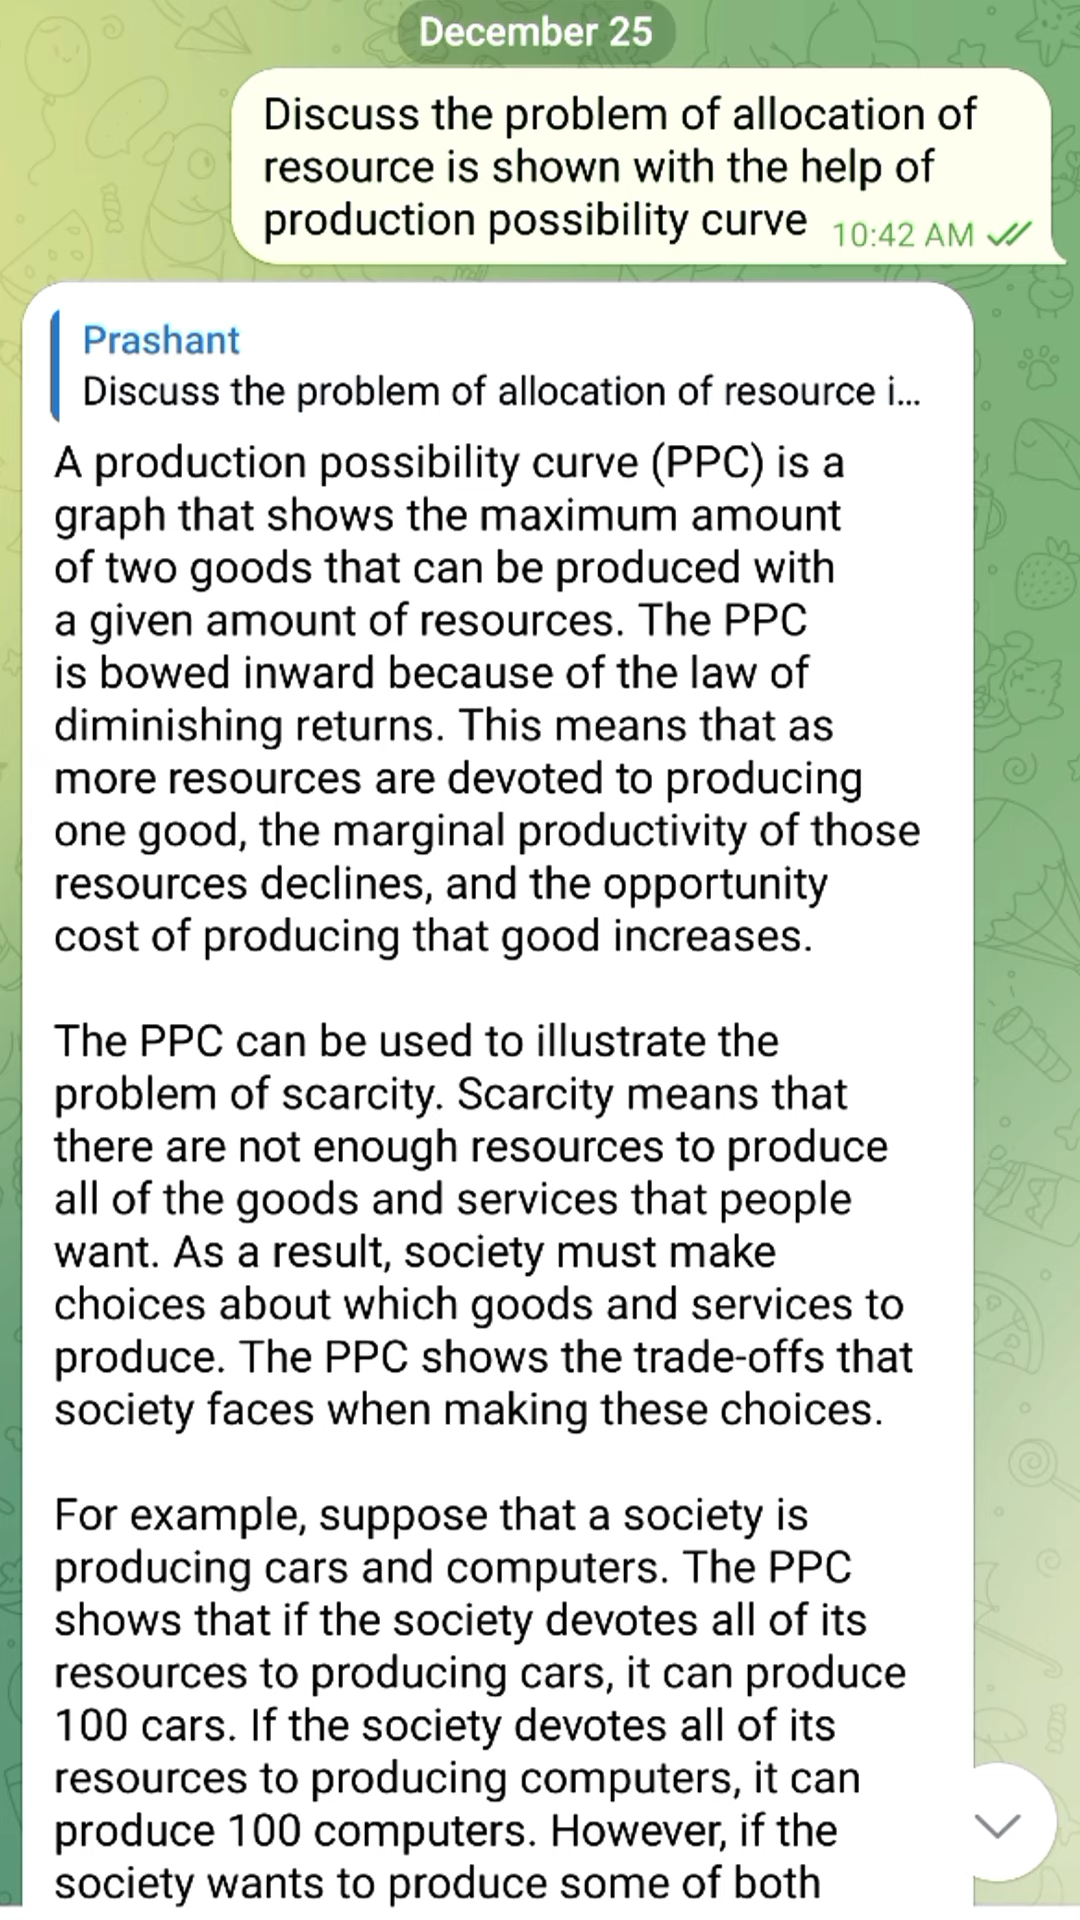 December 25
Discuss the problem of allocation of
resource is shown with the help of
production possibility curve 10:42 AM
Prashant
Discuss the problem of allocation of resource i...
A production possibility curve (PPC) is a
graph that shows the maximum amount
of two goods that can be produced with
a given amount of resources. The PPC
is bowed inward because of the law of
diminishing returns. This means that as
more resources are devoted to producing
one good, the marginal productivity of those
resources declines, and the opportunity
cost of producing that good increases.
The PPC can be used to illustrate the
problem of scarcity. Scarcity means that
there are not enough resources to produce
all of the goods and services that people
want. As a result, society must make
choices about which goods and services to
produce. The PPC shows the trade-offs that
society faces when making these choices.
For example, suppose that a society is
producing cars and computers. The PPC
shows that if the society devotes all of its
resources to producing cars, it can produce
100 cars. If the society devotes all of its
resources to producing computers, it can
produce 100 computers. However, if the
society wants to produce some of both